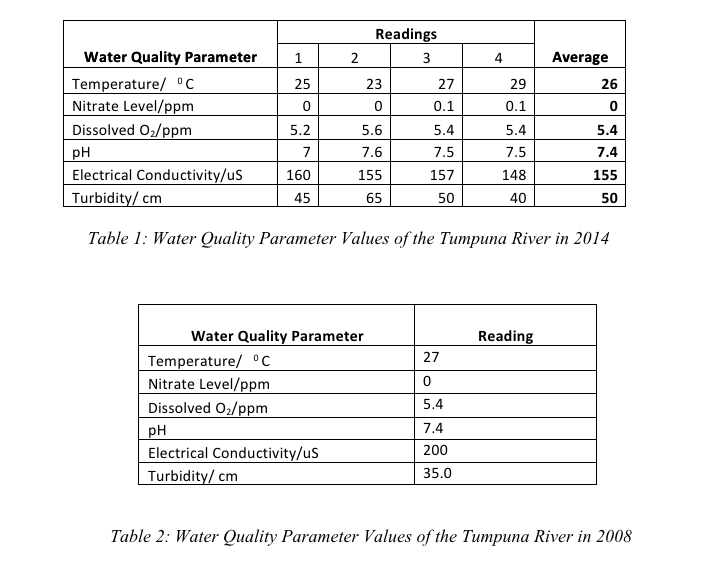 Readings
Water Quality Parameter 1 2 3 4 Average
Temperature/ ⁰C 25 23 27 29 26
Nitrate Level/ppm 0 0 0.1 0.1 0
Dissolved O₂/ppm 5.2 5.6 5.4 5.4 5.4
pH 7 7.6 7.5 7.5 7.4
Electrical Conductivity/uS 160 155 157 148 155
Turbidity/ cm 45 65 50 40 50
Table 1: Water Quality Parameter Values of the Tumpuna River in 2014
Water Quality Parameter Reading
Temperature/ ⁰C 27
Nitrate Level/ppm 0
Dissolved O₂/ppm 5.4
pH 7.4
Electrical Conductivity/uS 200
Turbidity/ cm 35.0
Table 2: Water Quality Parameter Values of the Tumpuna River in 2008